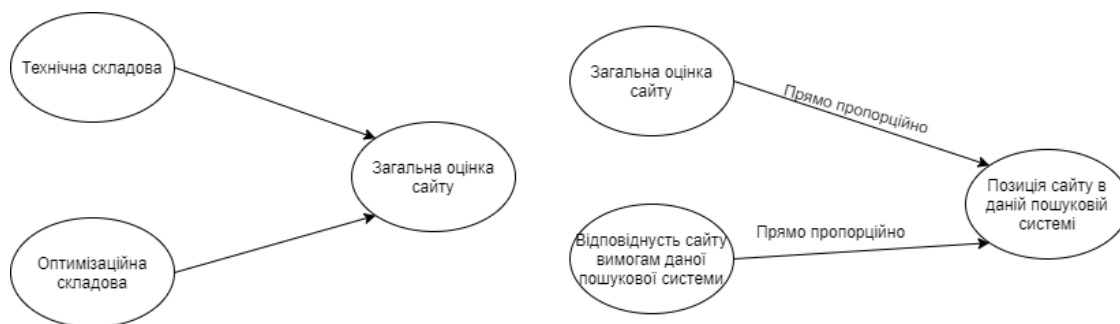 Технічна складова
Загальна оцінка
сайту
Оптимізаційна
складова
Загальна оцінка
сайту
Прямо пропорційно
Позиція сайту в
даній пошуковій
системі
Прямо пропорційно
Відповіднусть сайту
вимогам даної
пошукової системи